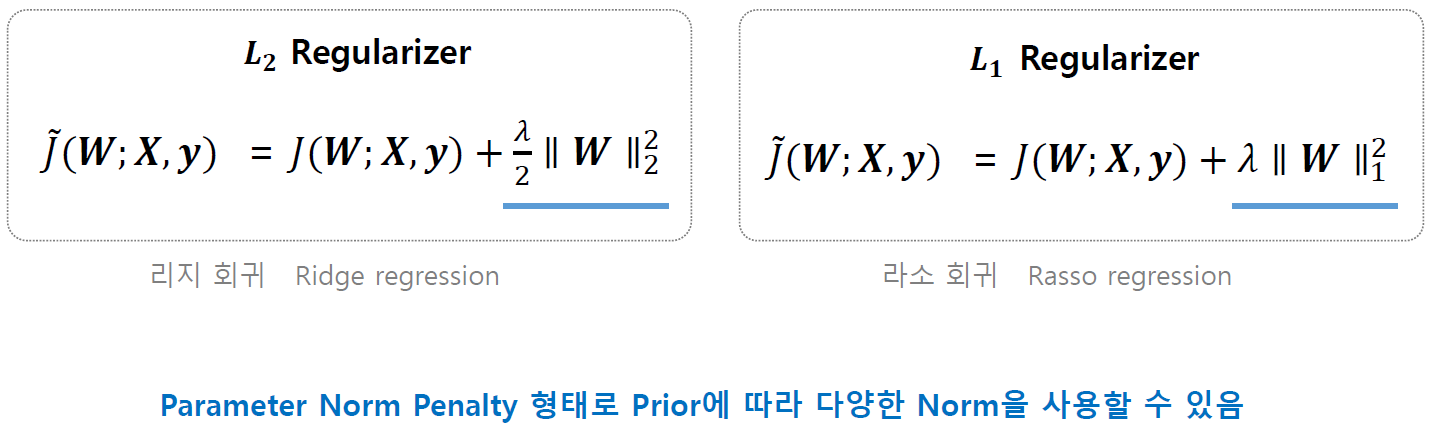 L₂ Regularizer
J̃(W; X, y) = J(W; X, y) + λ/2 ∥ W ∥₂²
리지 회귀 Ridge regression
L₁ Regularizer
J̃(W; X, y) = J(W; X, y) + λ ∥ W ∥₁²
라소 회귀 Rasso regression
Parameter Norm Penalty 형태로 Prior에 따라 다양한 Norm을 사용할 수 있음